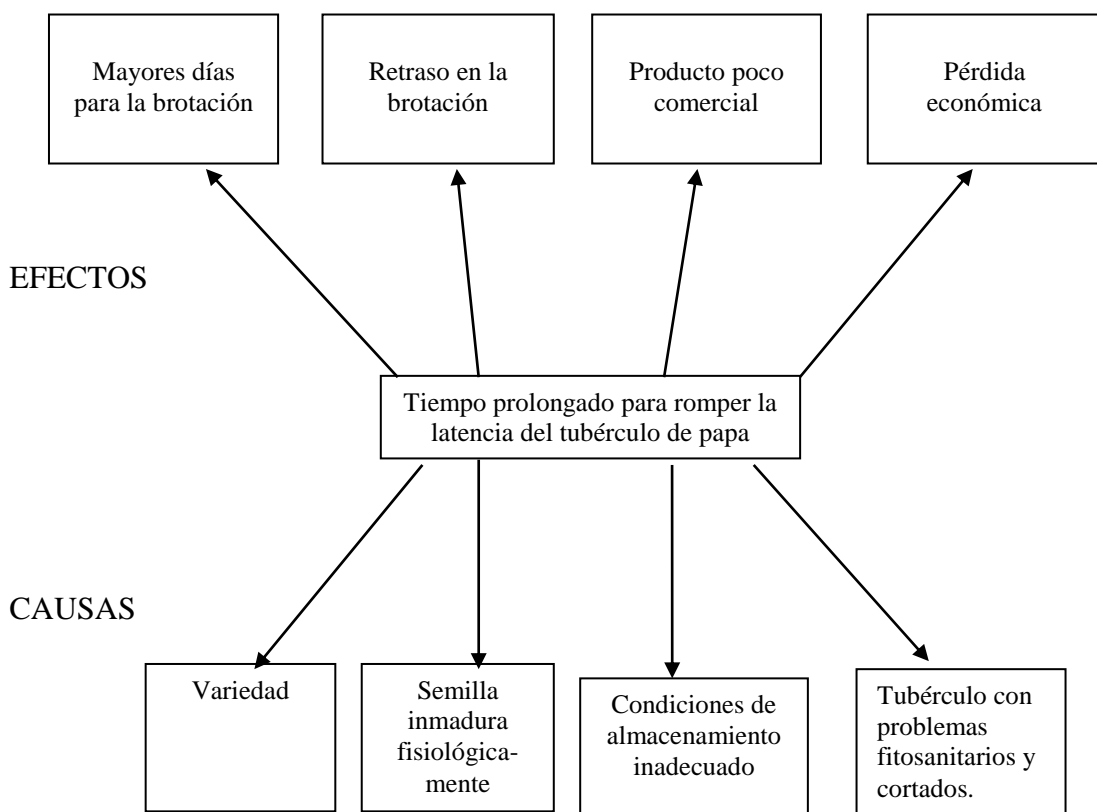 Mayores días
para la brotación
Retraso en la
brotación
Producto poco
comercial
Pérdida
económica
EFECTOS
Tiempo prolongado para romper la
latencia del tubérculo de papa
CAUSAS
Variedad
Semilla
inmadura
fisiológica-
mente
Condiciones de
almacenamiento
inadecuado
Tubérculo con
problemas
fitosanitarios y
cortados.